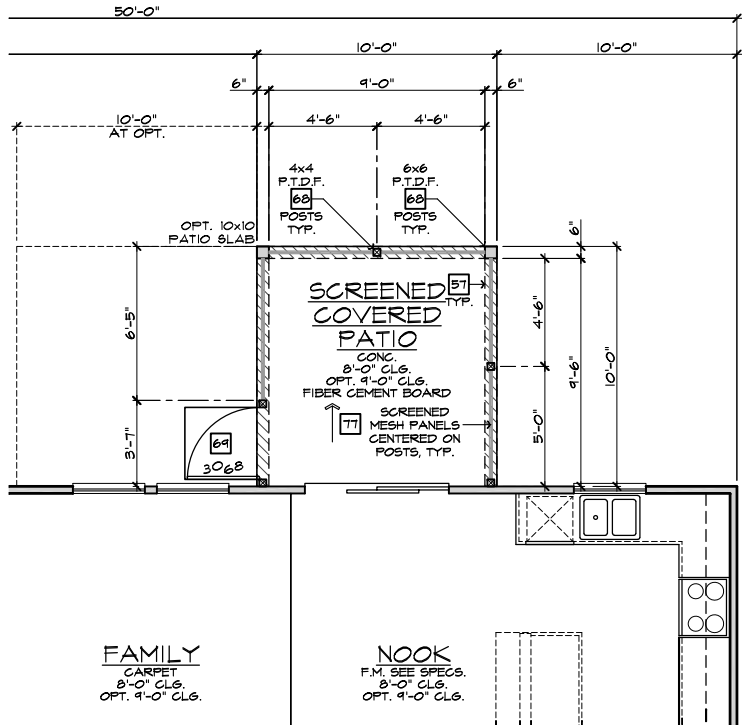 50'-0"
10'-0"
10'-0"
6"
9'-0"
6"
10'-0"
AT OPT.
4'-6"
4'-6"
4x4
P.T.D.F.
68
POSTS
TYP.
6x6
P.T.D.F.
68
POSTS
TYP.
OPT. 10x10
PATIO SLAB
6"
6'-5"
SCREENED
COVERED
PATIO
CONC.
8'-0" CLG.
OPT. 9'-0" CLG.
FIBER CEMENT BOARD
57
TYP.
4'-6"
9'-6"
10'-0"
77
SCREENED
MESH PANELS
CENTERED ON
POSTS, TYP.
3'-7"
69
3068
5'-0"
FAMILY
CARPET
8'-0" CLG.
OPT. 9'-0" CLG.
NOOK
F.M. SEE SPECS.
8'-0" CLG.
OPT. 9'-0" CLG.